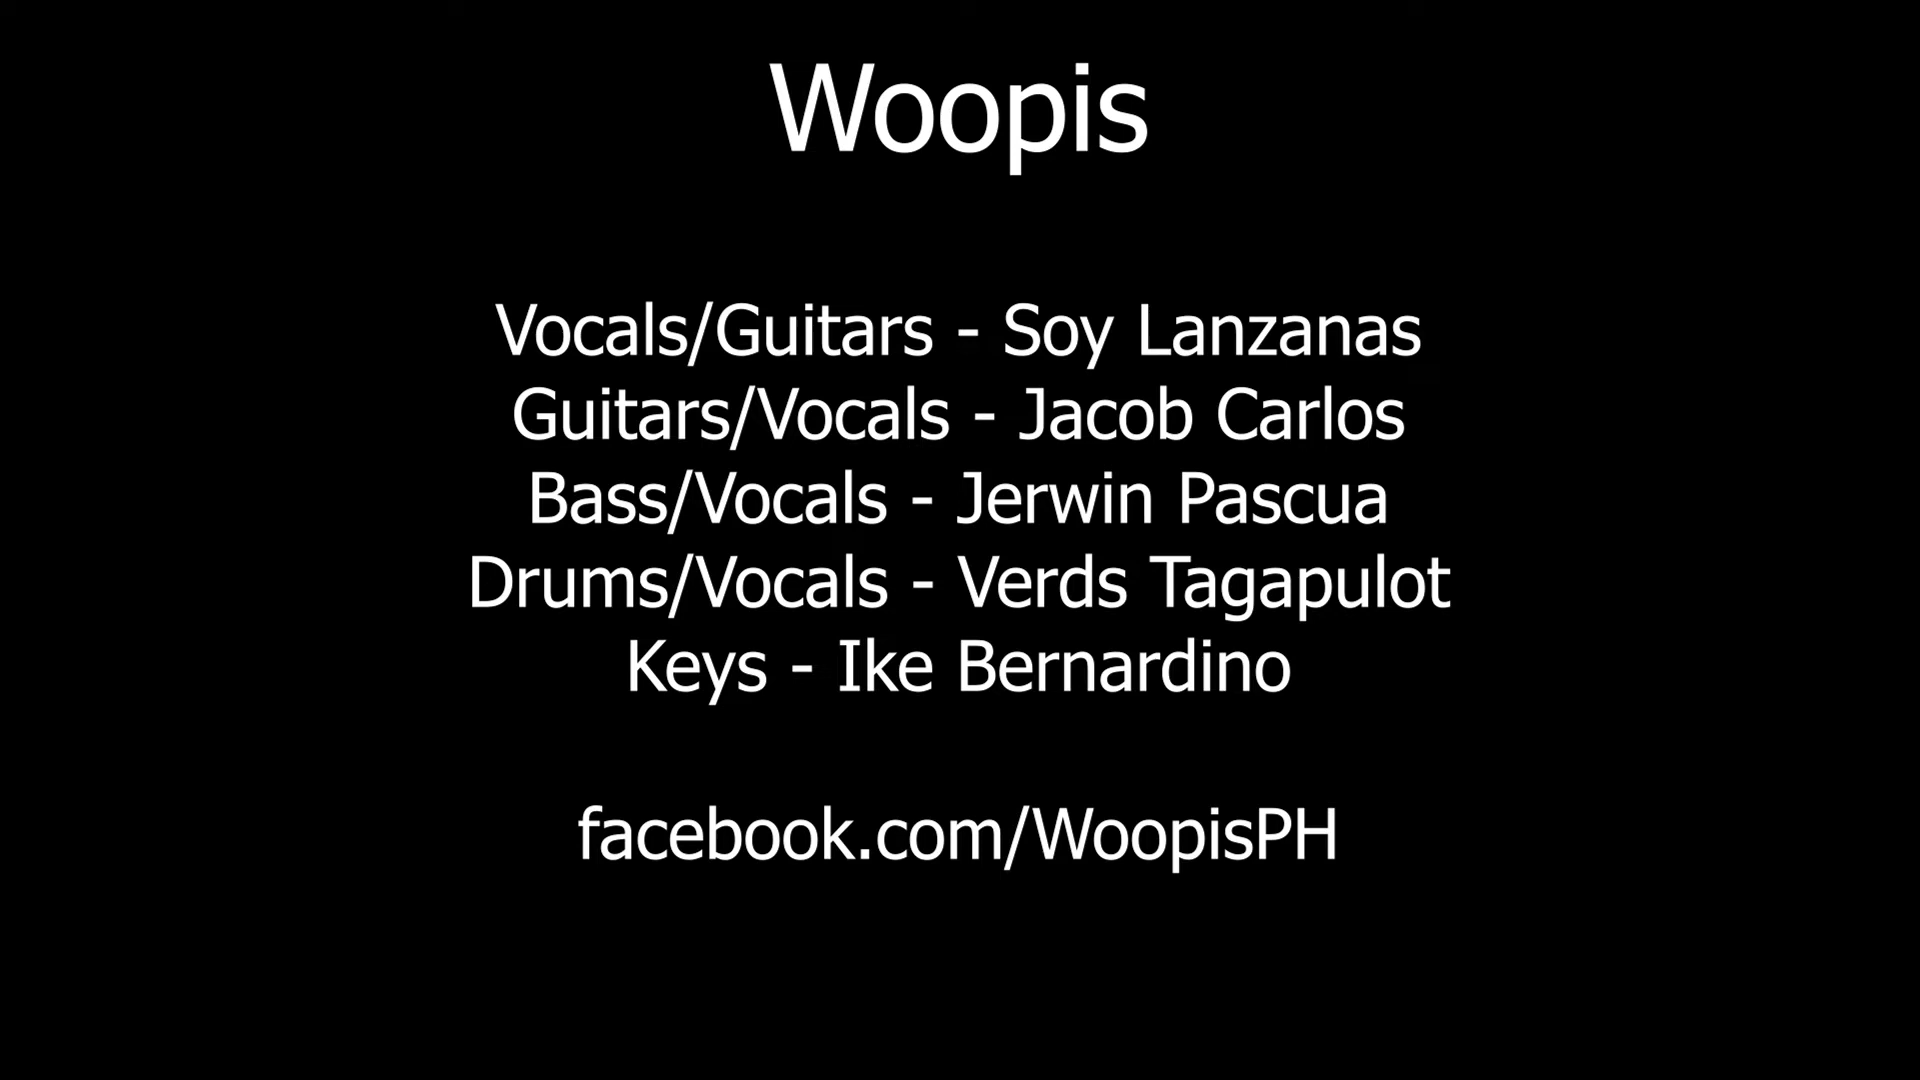 Woopis
Vocals/Guitars - Soy Lanzanas
Guitars/Vocals - Jacob Carlos
Bass/Vocals - Jerwin Pascua
Drums/Vocals - Verds Tagapulot
Keys - Ike Bernardino
facebook.com/WoopisPH